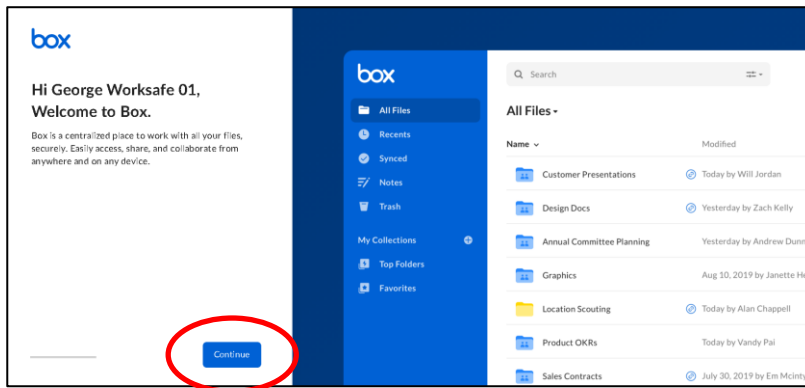 box
Hi George Worksafe 01,
Welcome to Box.
Box is a centralized place to work with all your files,
securely. Easily access, share, and collaborate from
anywhere and on any device.
Continue
box
All Files
Recents
Synced
Notes
Trash
My Collections
Top Folders
Favorites
Search
All Files
Name Modified
Customer Presentations Today by Will Jordan
Design Docs Yesterday by Zach Kelly
Annual Committee Planning Yesterday by Andrew Dunn
Graphics Aug 10, 2019 by Janette He
Location Scouting Today by Alan Chappell
Product OKRs Today by Vandy Pai
Sales Contracts July 30, 2019 by Em Mcinty